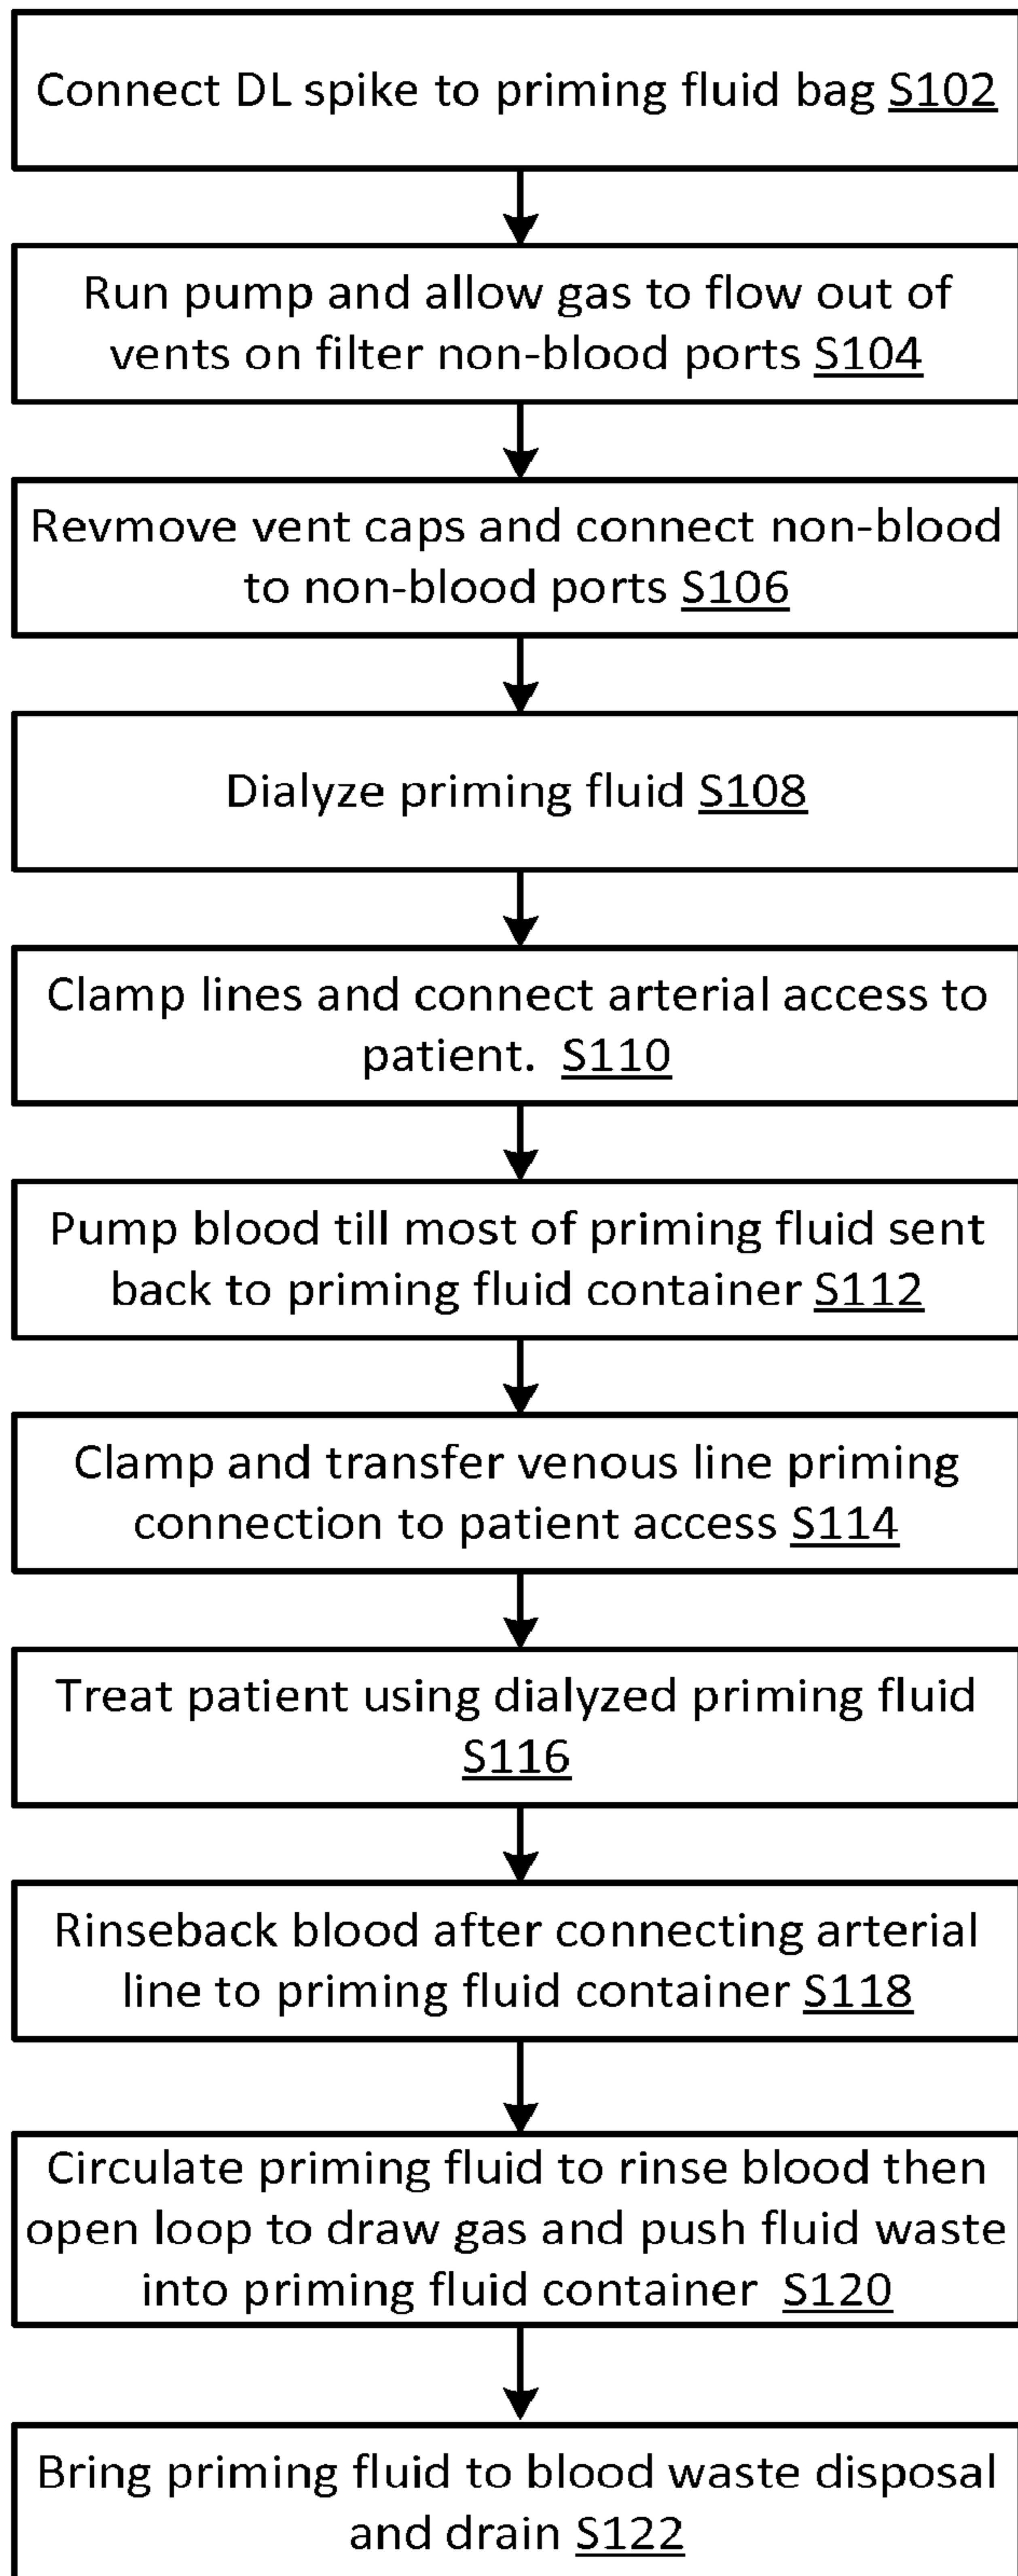 Connect DL spike to priming fluid bag S102
Run pump and allow gas to flow out of
vents on filter non-blood ports S104
Revmove vent caps and connect non-blood
to non-blood ports S106
Dialyze priming fluid S108
Clamp lines and connect arterial access to
patient. S110
Pump blood till most of priming fluid sent
back to priming fluid container S112
Clamp and transfer venous line priming
connection to patient access S114
Treat patient using dialyzed priming fluid
S116
Rinseback blood after connecting arterial
line to priming fluid container S118
Circulate priming fluid to rinse blood then
open loop to draw gas and push fluid waste
into priming fluid container S120
Bring priming fluid to blood waste disposal
and drain S122